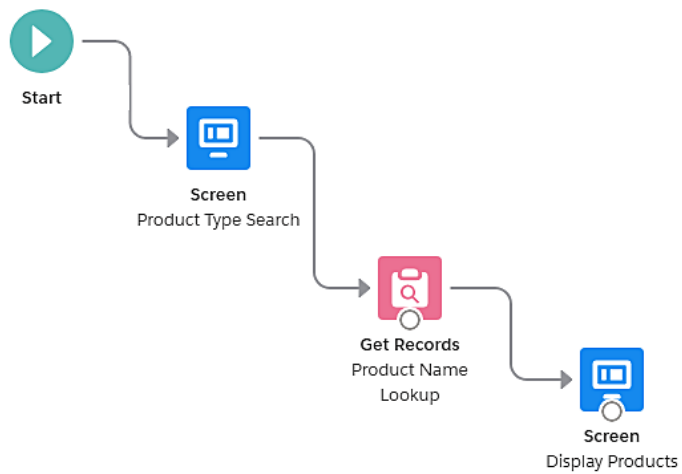 Start
Screen
Product Type Search
Get Records
Product Name
Lookup
Screen
Display Products